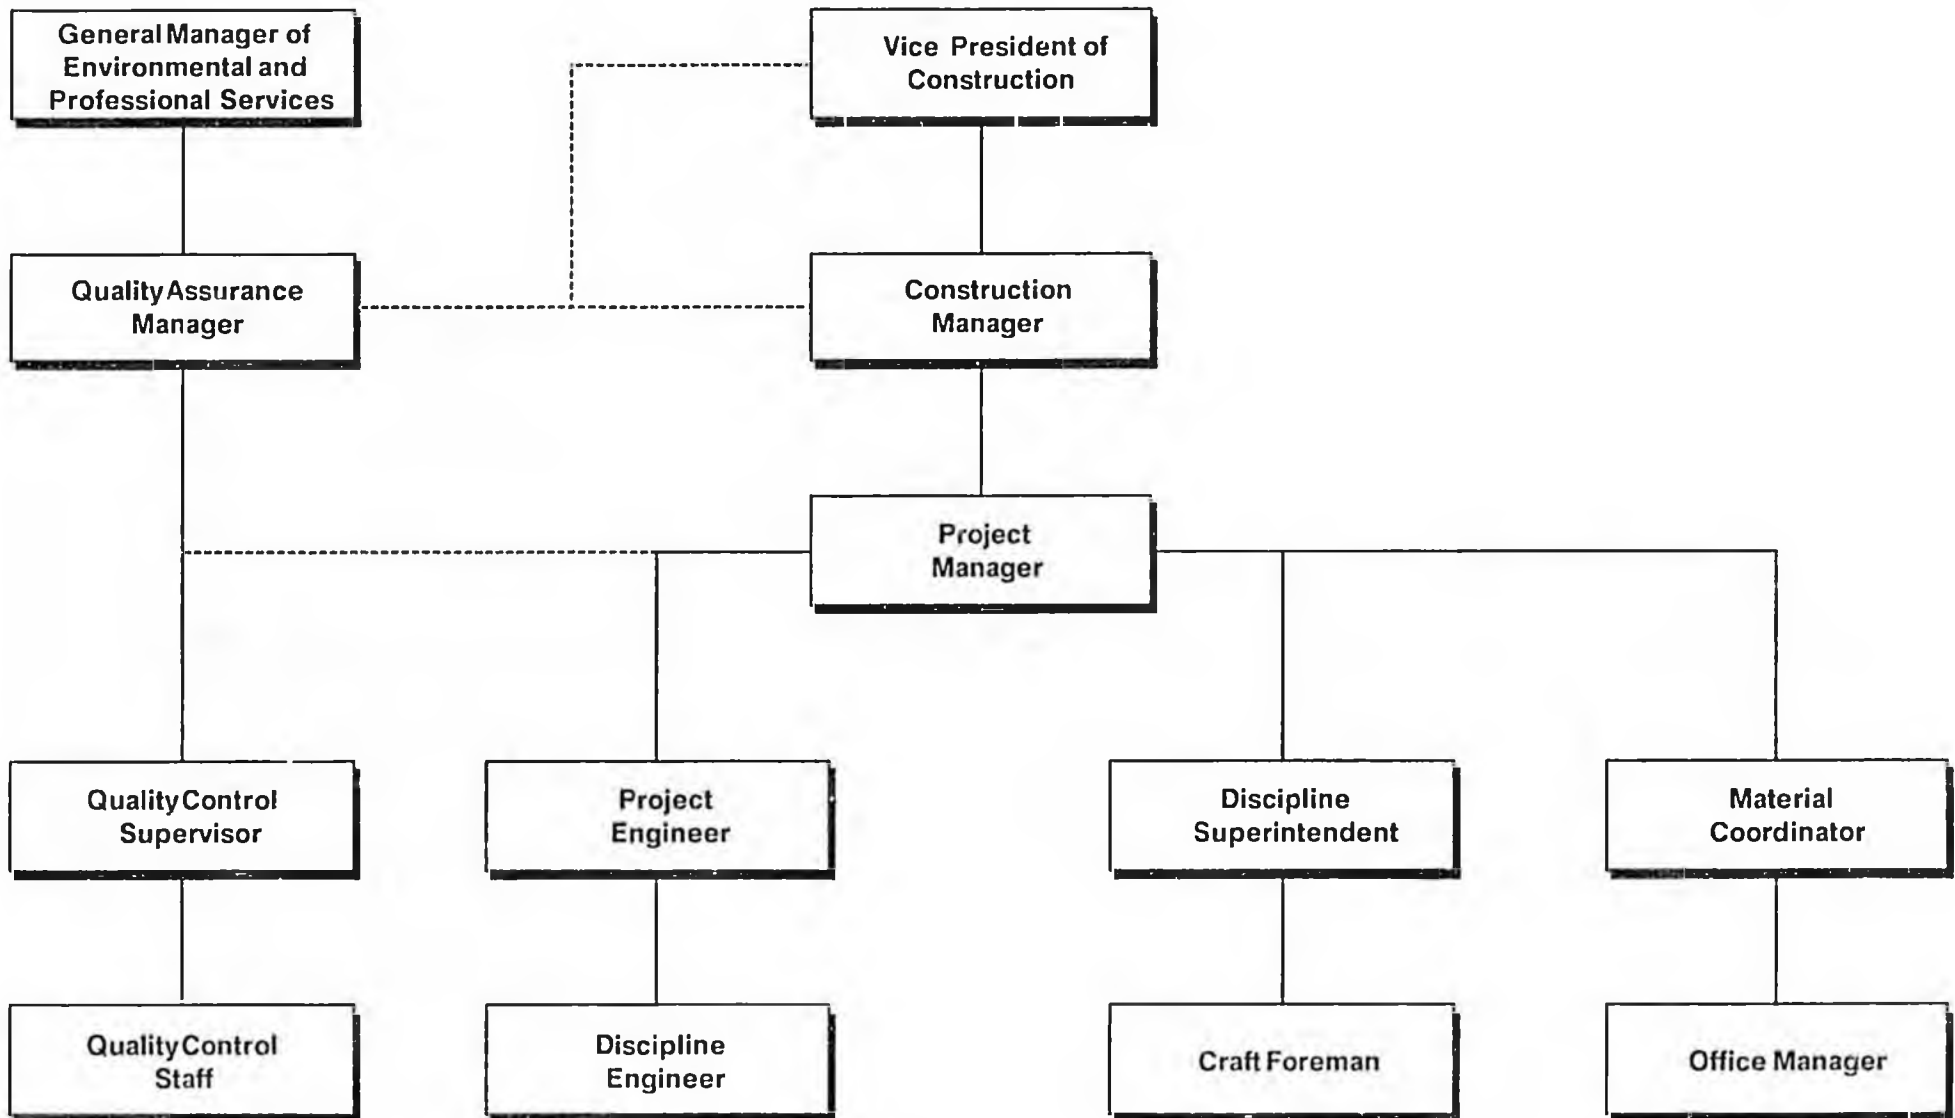 General Manager of
Environmental and
Professional Services
Vice President of
Construction
Quality Assurance
Manager
Construction
Manager
Project
Manager
Quality Control
Supervisor
Project
Engineer
Discipline
Superintendent
Material
Coordinator
Quality Control
Staff
Discipline
Engineer
Craft Foreman
Office Manager